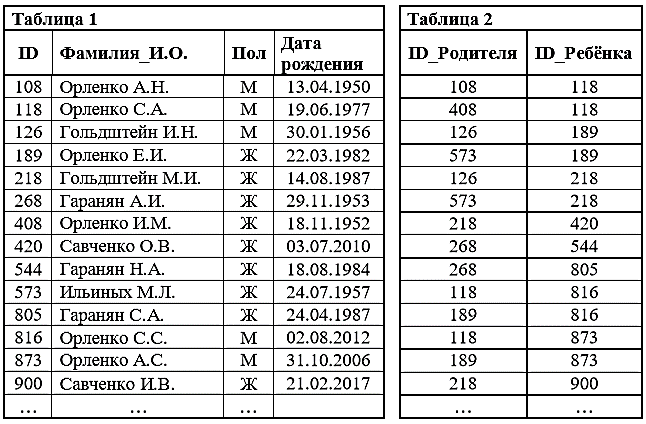 Таблица 1
ID Фамилия_И.О. Пол Дата рождения
108 Орленко А.Н. М 13.04.1950
118 Орленко С.А. М 19.06.1977
126 Гольдштейн И.Н. М 30.01.1956
189 Орленко Е.И. Ж 22.03.1982
218 Гольдштейн М.И. Ж 14.08.1987
268 Гаранян А.И. Ж 29.11.1953
408 Орленко И.М. Ж 18.11.1952
420 Савченко О.В. Ж 03.07.2010
544 Гаранян Н.А. Ж 18.08.1984
573 Ильиных М.Л. Ж 24.07.1957
805 Гаранян С.А. Ж 24.04.1987
816 Орленко С.С. М 02.08.2012
873 Орленко А.С. М 31.10.2006
900 Савченко И.В. Ж 21.02.2017
... ... ...
Таблица 2
ID_Родителя ID_Ребёнка
108 118
408 118
126 189
573 189
126 218
573 218
218 420
268 544
268 805
118 816
189 816
118 873
189 873
218 900
... ...